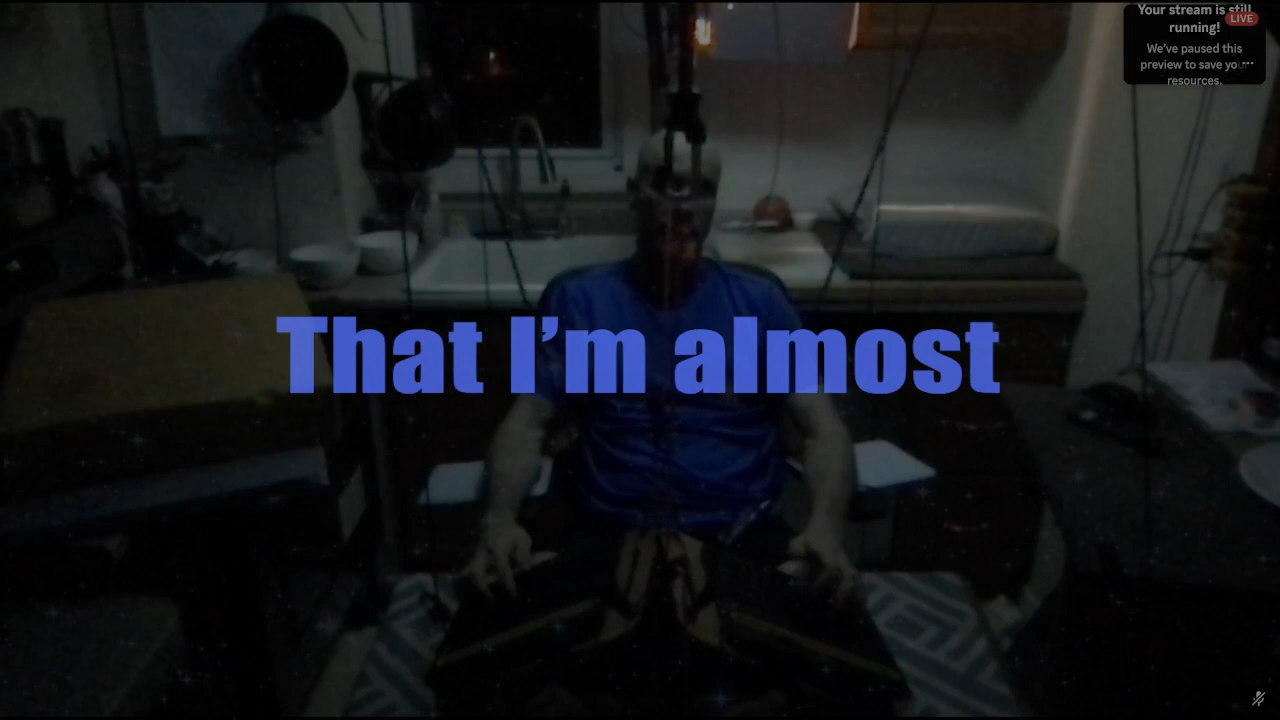 Your stream is still
running!
LIVE
We've paused this
preview to save your
resources.
That I'm almost